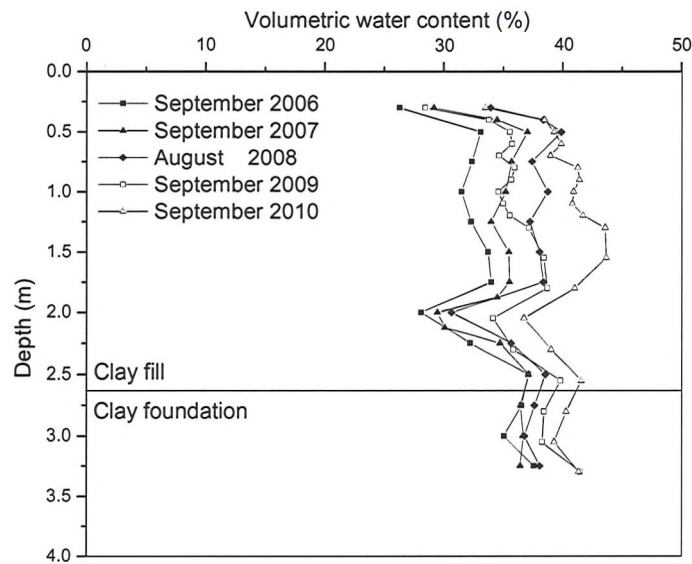 Volumetric water content (%)
0 10 20 30 40 50
0.0
September 2006
September 2007
August 2008
September 2009
September 2010
0.5
1.0
1.5
2.0
2.5
3.0
3.5
4.0
Depth (m)
Clay fill
Clay foundation